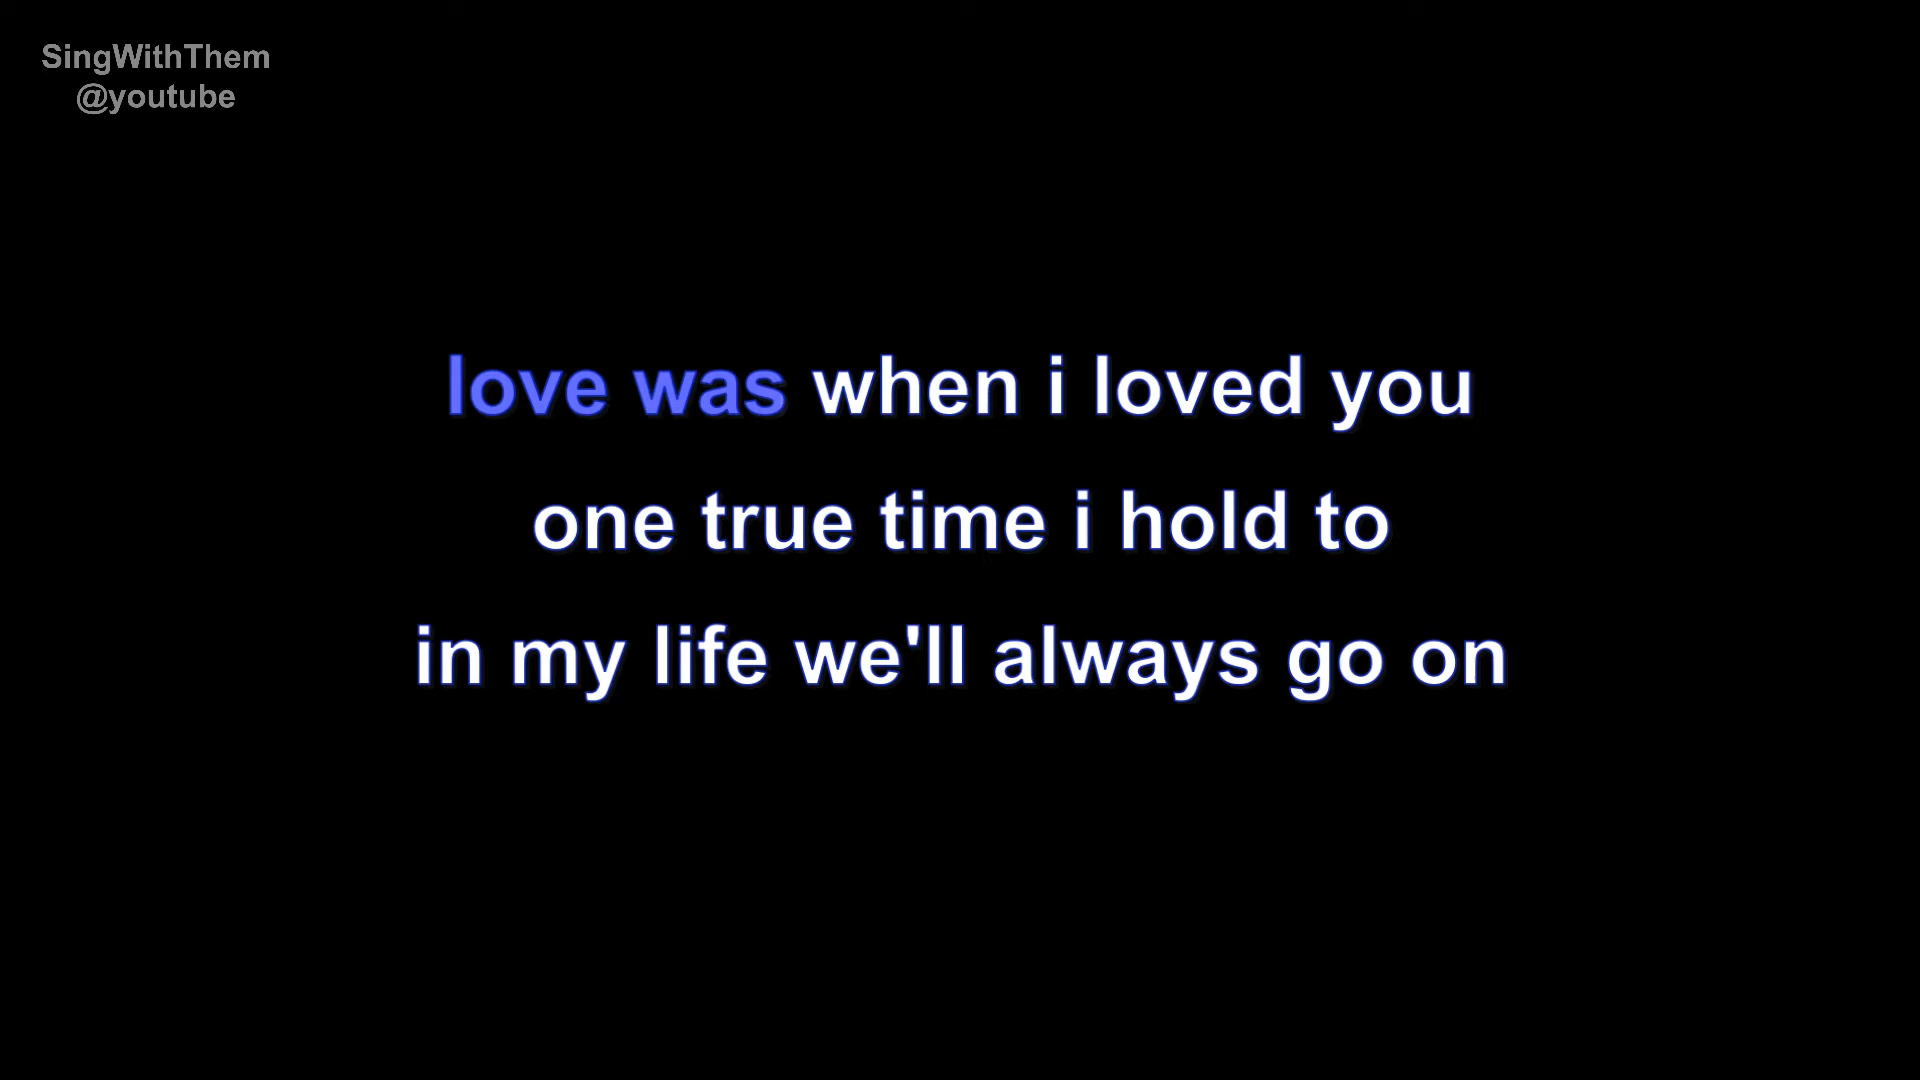 SingWithThem
@youtube
love was when i loved you
one true time i hold to
in my life we'll always go on